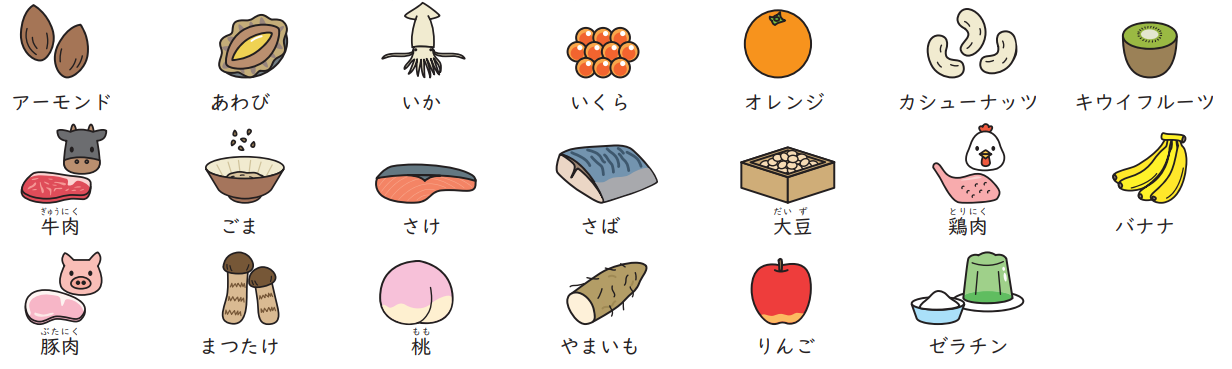 アーモンド
あわび
いか
いくら
オレンジ
カシューナッツ
キウイフルーツ
ぎゅうにく
牛肉
ごま
さけ
さば
だいず
大豆
とりにく
鶏肉
バナナ
ぶたにく
豚肉
まつたけ
もも
桃
やまいも
りんご
ゼラチン